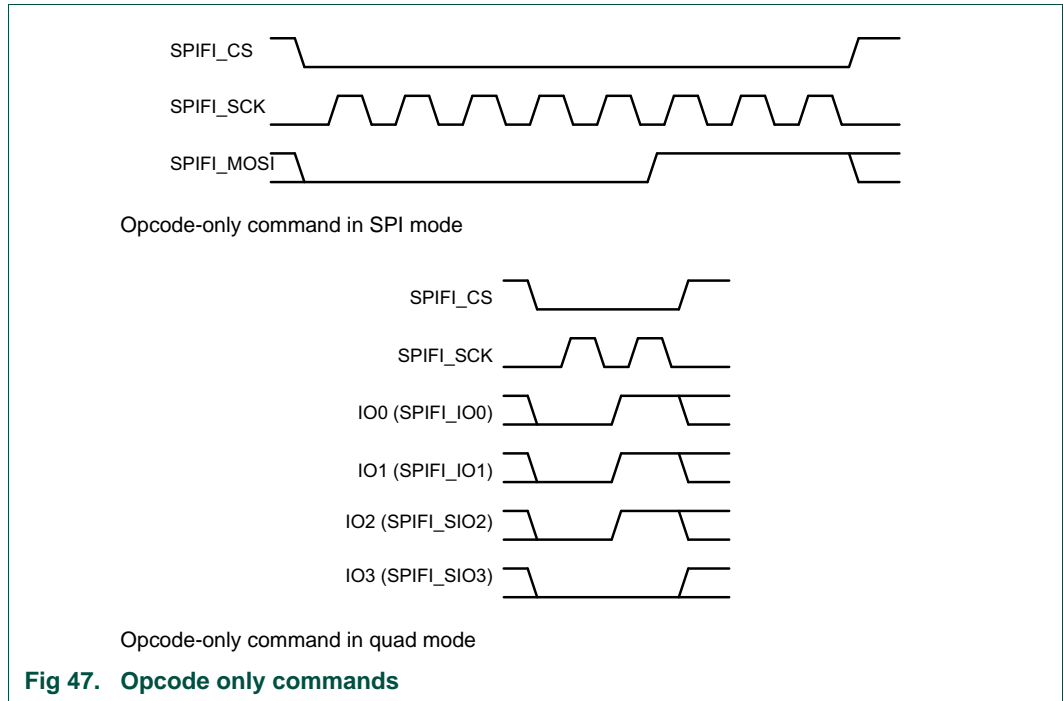 SPIFI_CS
SPIFI_SCK
SPIFI_MOSI
Opcode-only command in SPI mode
SPIFI_CS
SPIFI_SCK
IO0 (SPIFI_IO0)
IO1 (SPIFI_IO1)
IO2 (SPIFI_SIO2)
IO3 (SPIFI_SIO3)
Opcode-only command in quad mode
Fig 47. Opcode only commands